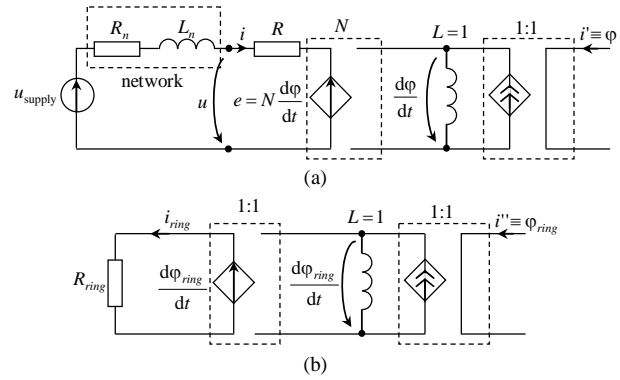 R_n L_n i R N L=1 1:1 i'≡φ
network
u_supply u e = N dφ/dt dφ/dt
(a)
i_ring 1:1 L=1 1:1 i''≡φ_ring
R_ring dφ_ring/dt dφ_ring/dt
(b)